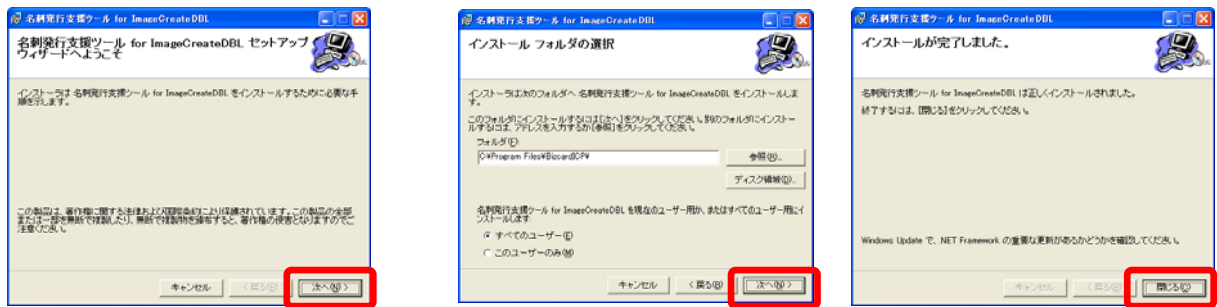 名刺発行支援ツール for ImageCreateDBL
名刺発行支援ツール for ImageCreateDBL セットアップ
ウィザードへようこそ
インストーラは 名刺発行支援ツール for ImageCreateDBL をインストールするために必要な手
順を示します。
この製品は、著作権に関する法律および国際条約により保護されています。この製品の全部
または一部を無断で複製したり、無断で複製物を頒布すると、著作権の侵害となりますのでご
注意ください。
キャンセル
< 戻る(B)
次へ(N) >
名刺発行支援ツール for ImageCreateDBL
インストール フォルダの選択
インストーラは次のフォルダへ 名刺発行支援ツール for ImageCreateDBL をインストールしま
す。
このフォルダにインストールするには[次へ]をクリックしてください。別のフォルダにインストー
ルするには、アドレスを入力するか[参照]をクリックしてください。
フォルダ(F):
C:¥Program Files¥BizcardICP¥
参照(R)...
ディスク領域(D)...
名刺発行支援ツール for ImageCreateDBL を現在のユーザー用か、またはすべてのユーザー用にイ
ンストールします:
すべてのユーザー(E)
このユーザーのみ(M)
キャンセル
< 戻る(B)
次へ(N) >
名刺発行支援ツール for ImageCreateDBL
インストールが完了しました。
名刺発行支援ツール for ImageCreateDBL は正しくインストールされました。
終了するには、[閉じる]をクリックしてください。
Windows Update で、.NET Framework の重要な更新があるかどうかを確認してください。
キャンセル
< 戻る(B)
閉じる(C)